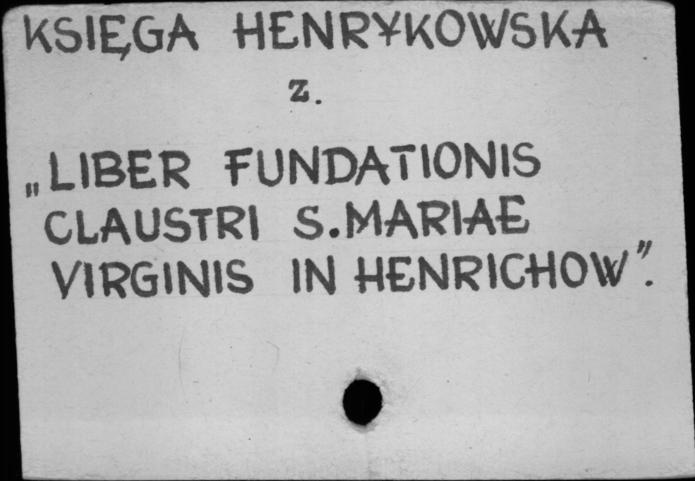 KSIĘGA HENRYKOWSKA
z.
„LIBER FUNDATIONIS
CLAUSTRI S.MARIAE
VIRGINIS IN HENRICHOW”.